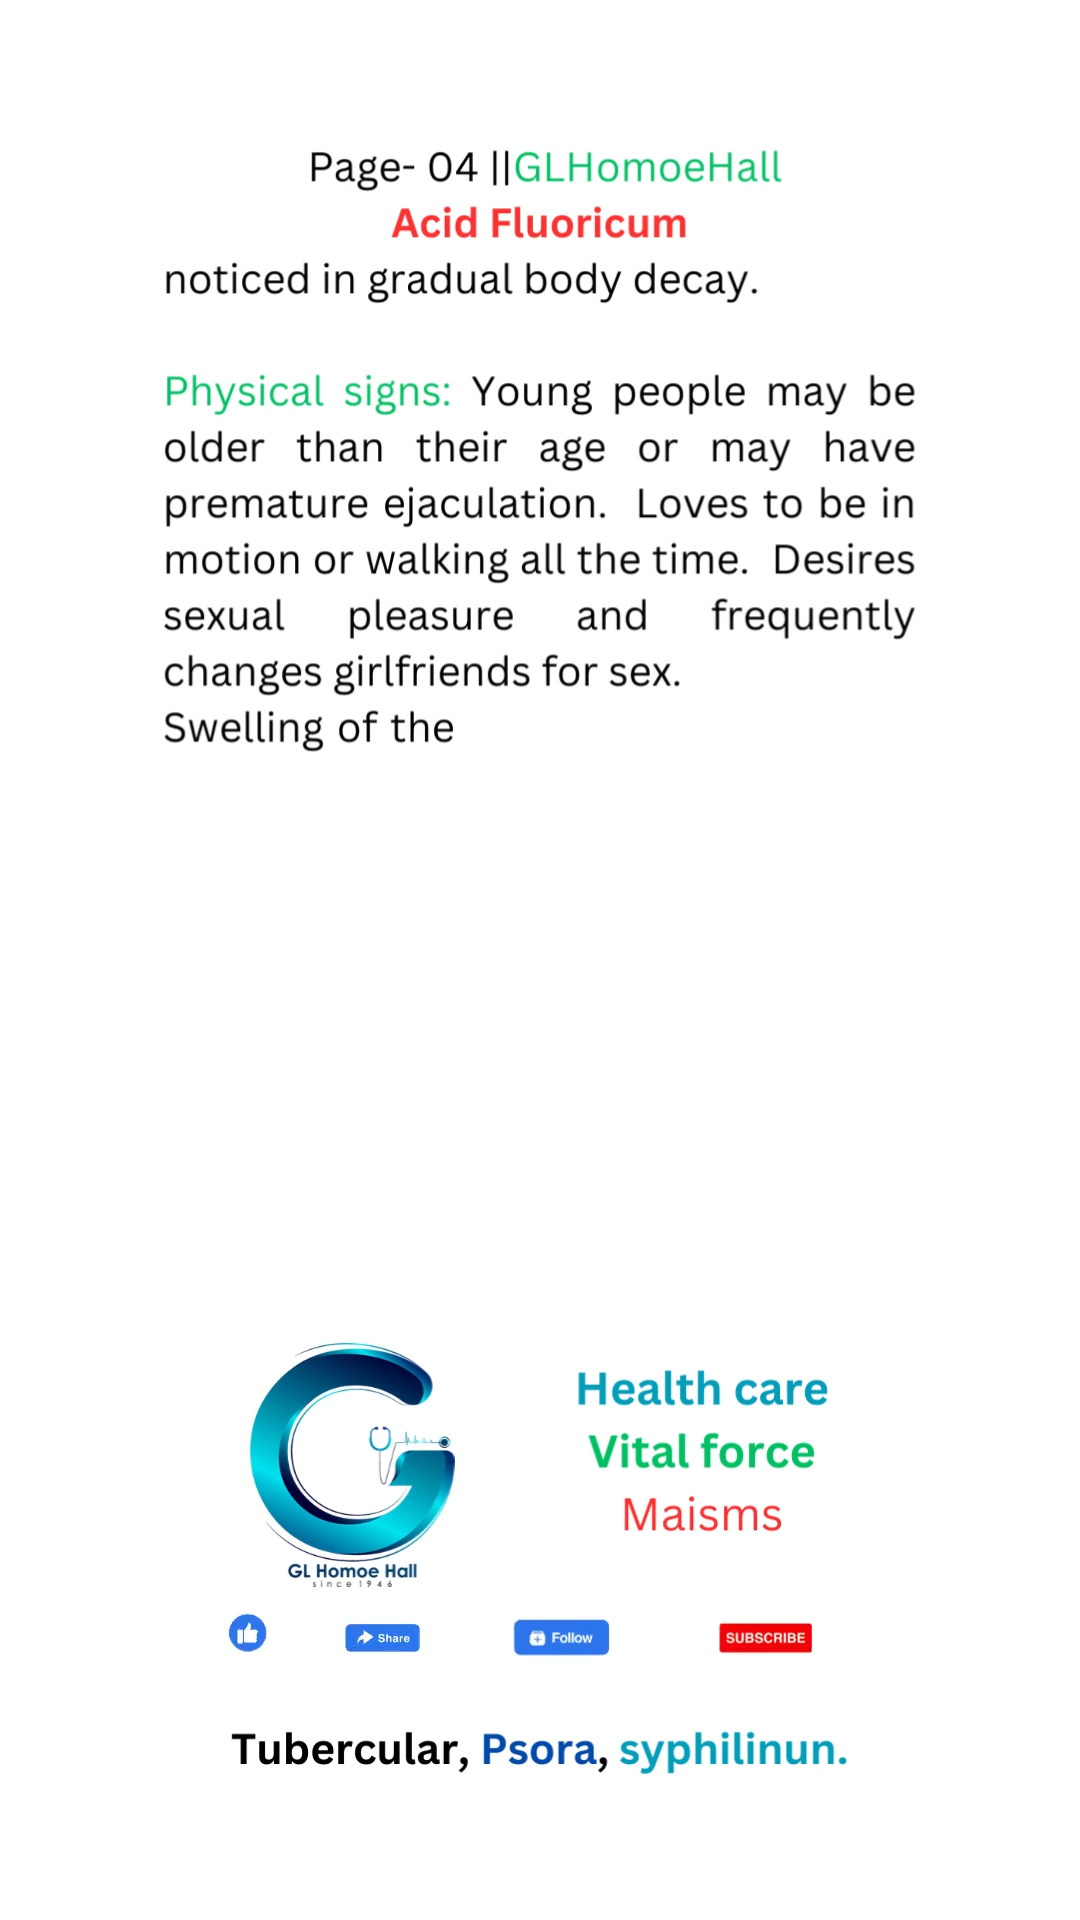 Page- 04 ||GLHomoeHall
Acid Fluoricum
noticed in gradual body decay.
Physical signs: Young people may be
older than their age or may have
premature ejaculation. Loves to be in
motion or walking all the time. Desires
sexual pleasure and frequently
changes girlfriends for sex.
Swelling of the
Health care
Vital force
Maisms
GL Homoe Hall
since 1946
Share
Follow
SUBSCRIBE
Tubercular, Psora, syphilinun.